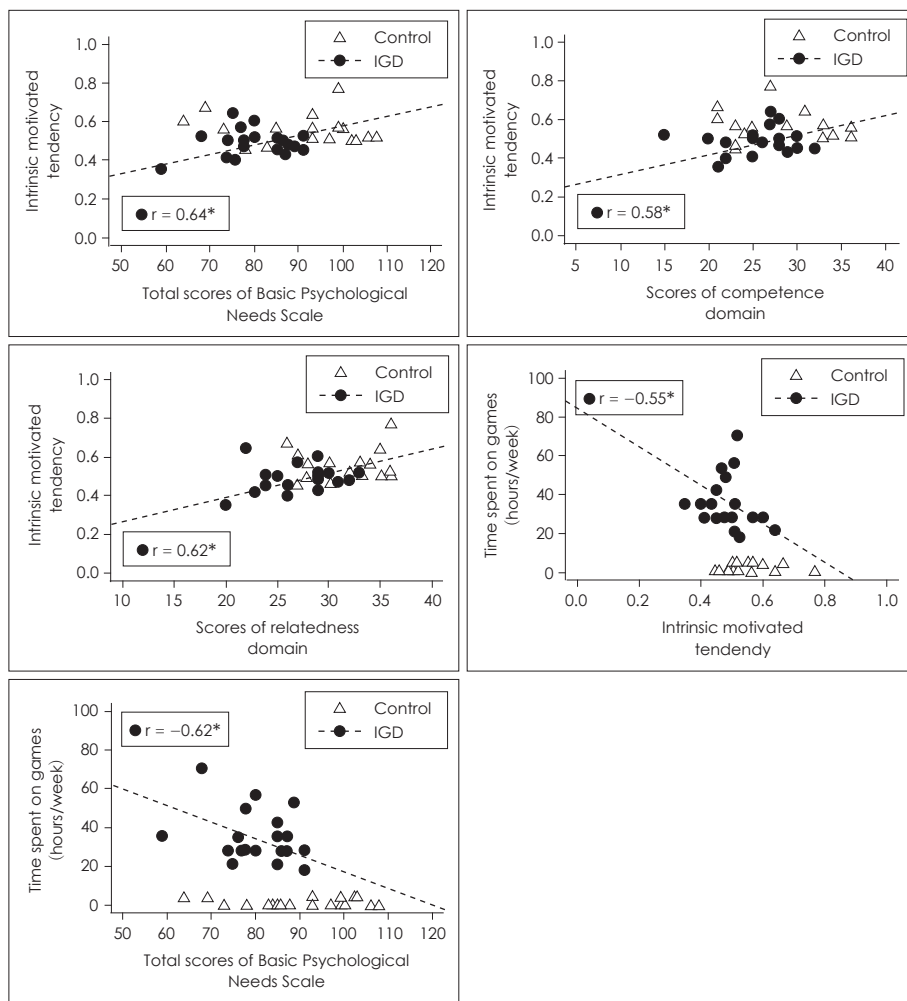 Control
IGD
Intrinsic motivated
tendency
1.0
0.8
0.6
0.4
0.2
0.0
r = 0.64*
50 60 70 80 90 100 110 120
Total scores of Basic Psychological
Needs Scale
Control
IGD
Intrinsic motivated
tendency
1.0
0.8
0.6
0.4
0.2
0.0
r = 0.58*
5 10 15 20 25 30 35 40
Scores of competence
domain
Control
IGD
Intrinsic motivated
tendency
1.0
0.8
0.6
0.4
0.2
0.0
r = 0.62*
10 15 20 25 30 35 40
Scores of relatedness
domain
Control
IGD
Time spent on games
(hours/week)
100
80
60
40
20
0
r = −0.55*
0.0 0.2 0.4 0.6 0.8 1.0
Intrinsic motivated
tendendy
Control
IGD
Time spent on games
(hours/week)
100
80
60
40
20
0
r = −0.62*
50 60 70 80 90 100 110 120
Total scores of Basic Psychological
Needs Scale